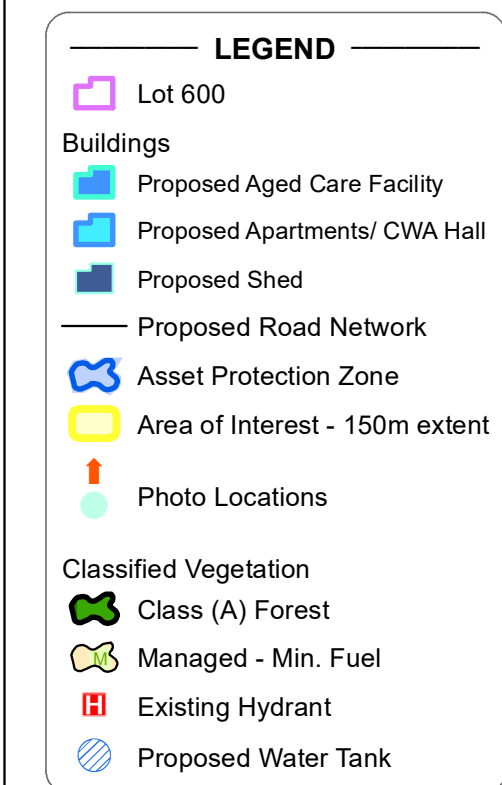 LEGEND
Lot 600
Buildings
Proposed Aged Care Facility
Proposed Apartments/ CWA Hall
Proposed Shed
Proposed Road Network
Asset Protection Zone
Area of Interest - 150m extent
Photo Locations
Classified Vegetation
Class (A) Forest
M Managed - Min. Fuel
H Existing Hydrant
Proposed Water Tank